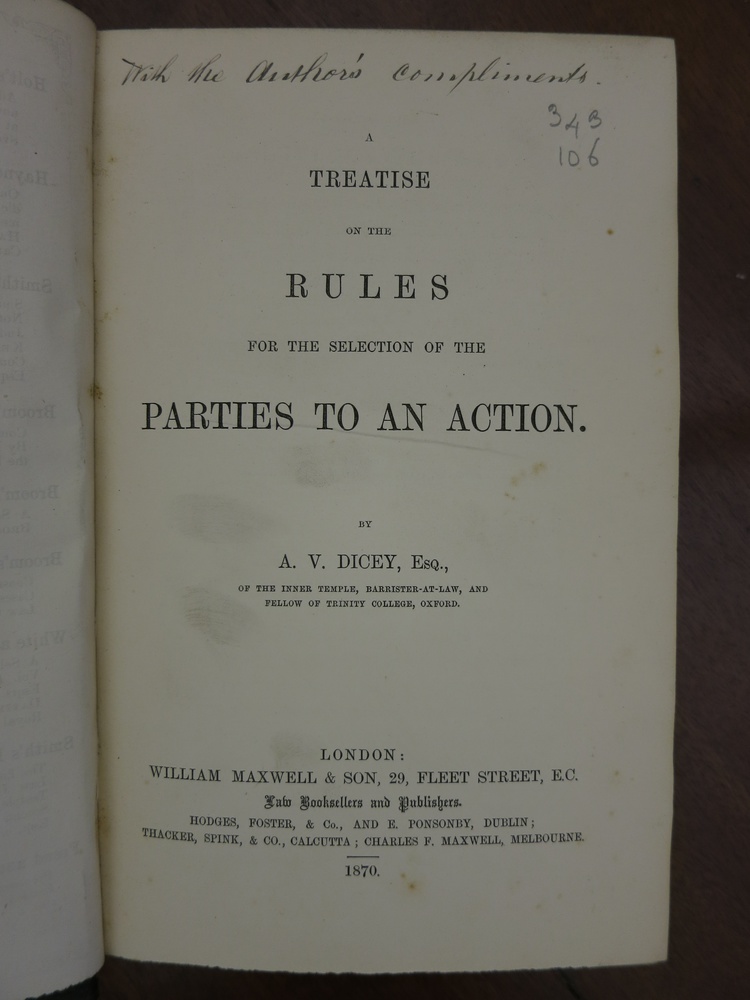 With the Author's compliments.
343
106
A
TREATISE
ON THE
RULES
FOR THE SELECTION OF THE
PARTIES TO AN ACTION.
BY
A. V. DICEY, Esq.,
OF THE INNER TEMPLE, BARRISTER-AT-LAW, AND
FELLOW OF TRINITY COLLEGE, OXFORD.
LONDON:
WILLIAM MAXWELL & SON, 29, FLEET STREET, E.C.
Law Booksellers and Publishers.
HODGES, FOSTER, & Co., AND E. PONSONBY, DUBLIN;
THACKER, SPINK, & CO., CALCUTTA; CHARLES F. MAXWELL, MELBOURNE.
1870.